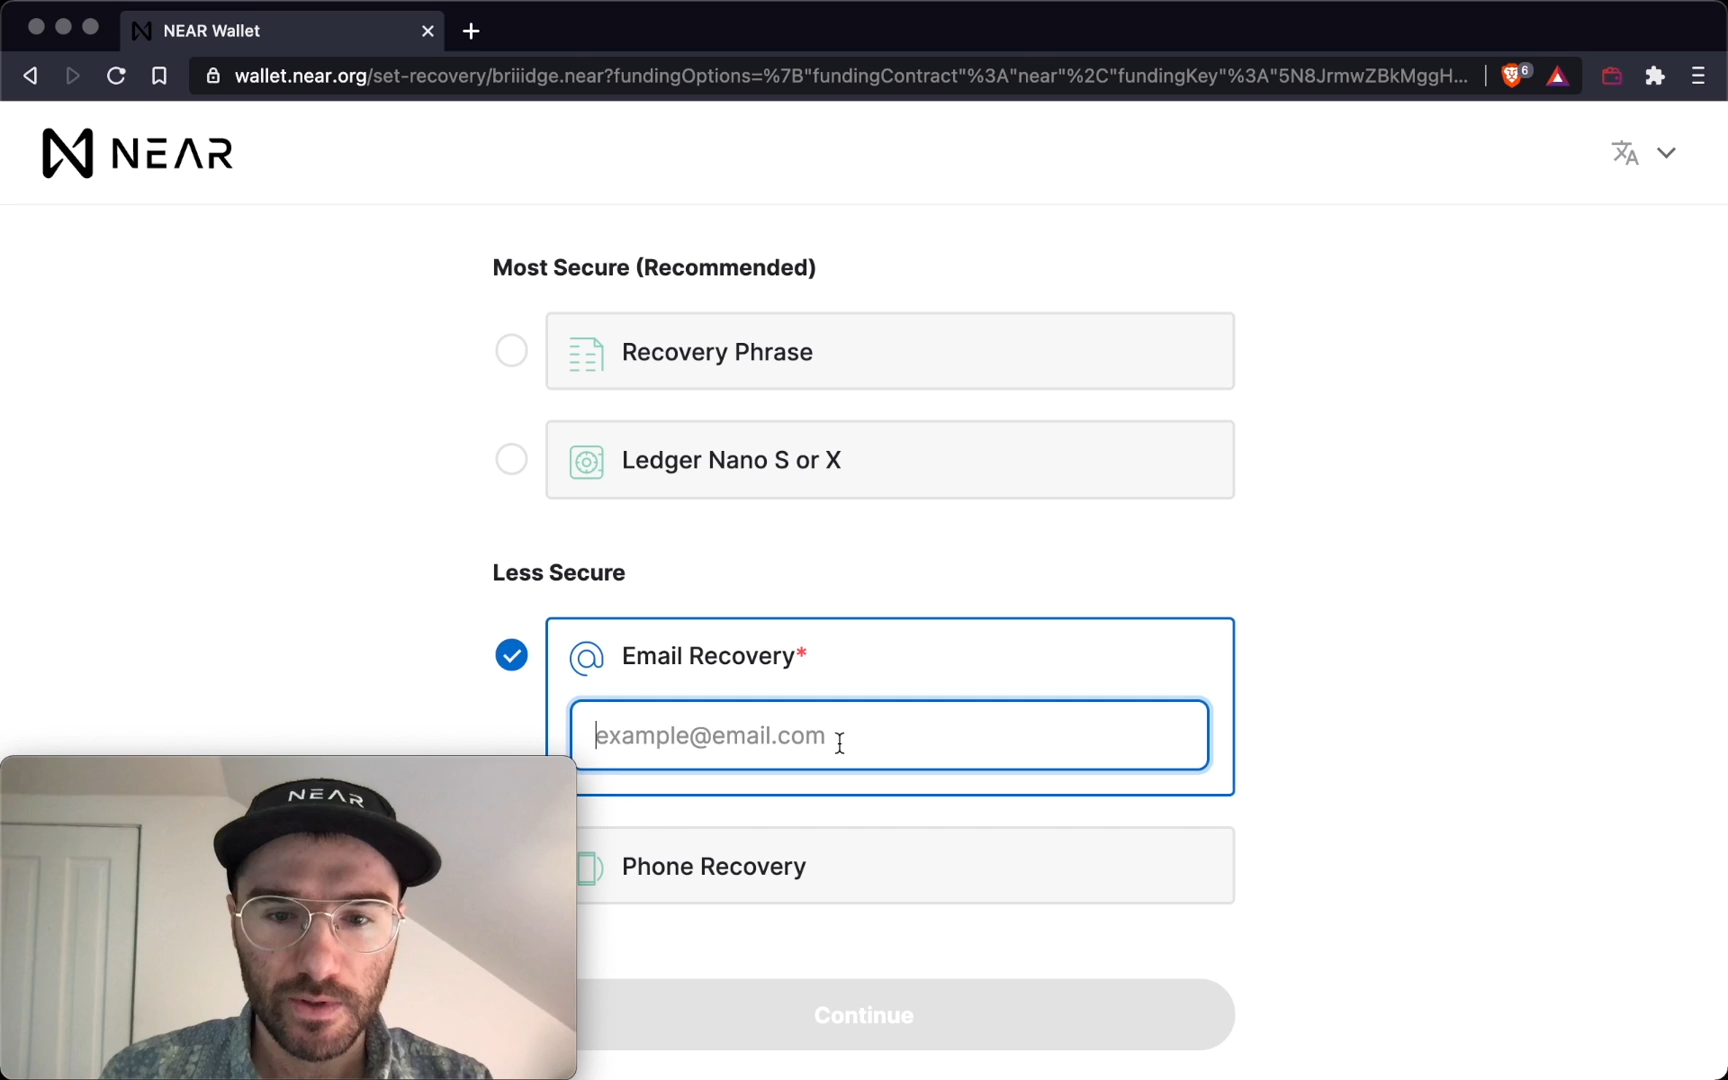 NEAR Wallet
wallet.near.org/set-recovery/briiidge.near?fundingOptions=%7B"fundingContract"%3A"near"%2C"fundingKey"%3A"5N8JrmwZBkMggH...
6
NEAR
Most Secure (Recommended)
Recovery Phrase
Ledger Nano S or X
Less Secure
Email Recovery*
example@email.com
NEAR
Phone Recovery
Continue